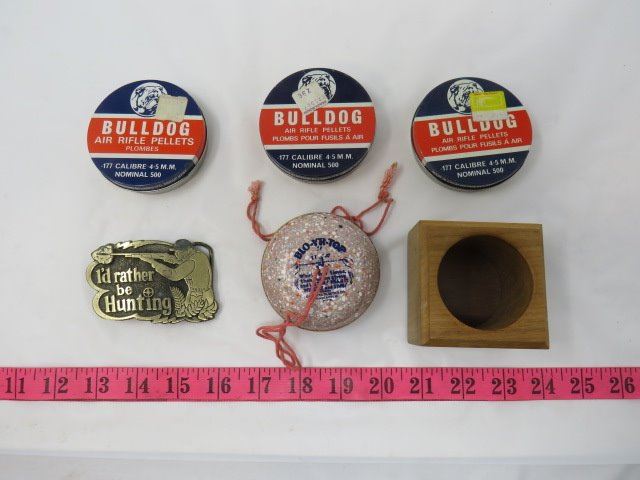 BULLDOG
AIR RIFLE PELLETS
PLOMBES
.177 CALIBRE 4·5 M.M.
NOMINAL 500
BULLDOG
AIR RIFLE PELLETS
PLOMBS POUR FUSILS À AIR
.177 CALIBRE 4·5 M.M.
NOMINAL 500
BULLDOG
AIR RIFLE PELLETS
PLOMBS POUR FUSILS À AIR
.177 CALIBRE 4·5 M.M.
NOMINAL 500
I'd rather
be
Hunting
BLO-YR-TOP
11 12 13 14 15 16 17 18 19 20 21 22 23 24 25 26